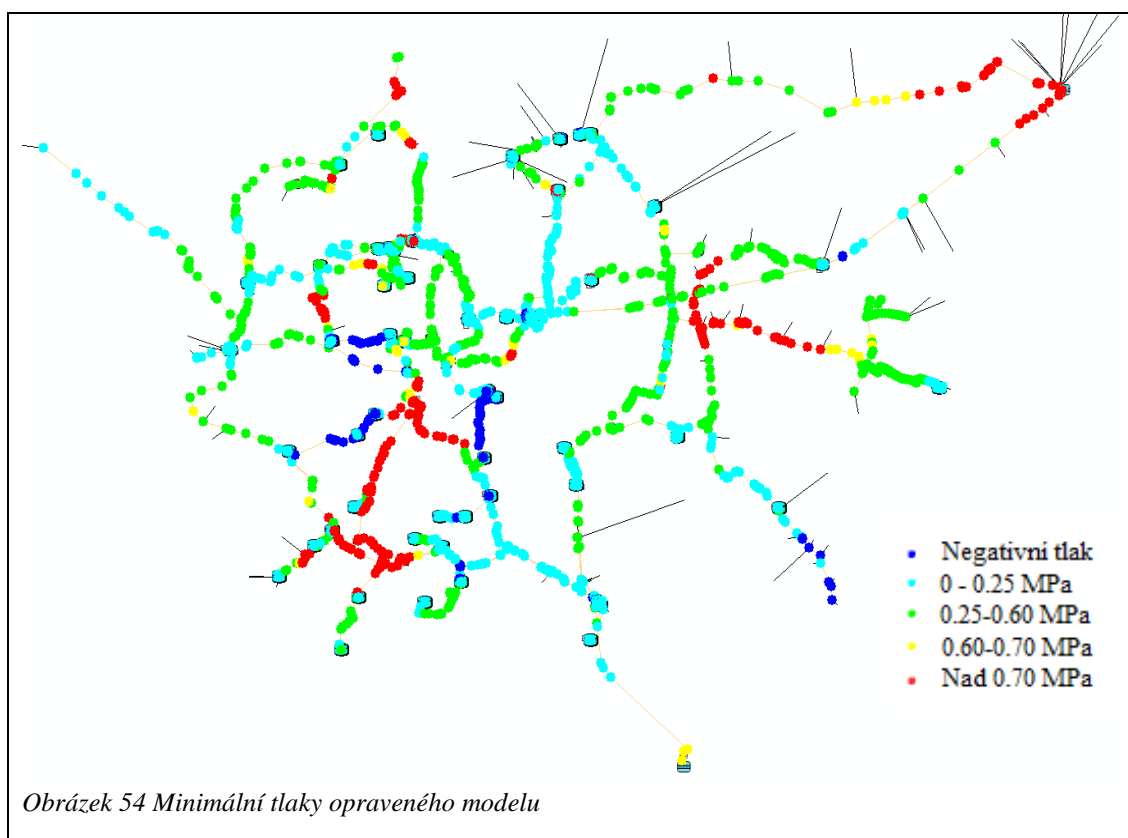 Negativní tlak
0 - 0.25 MPa
0.25-0.60 MPa
0.60-0.70 MPa
Nad 0.70 MPa
Obrázek 54 Minimální tlaky opraveného modelu